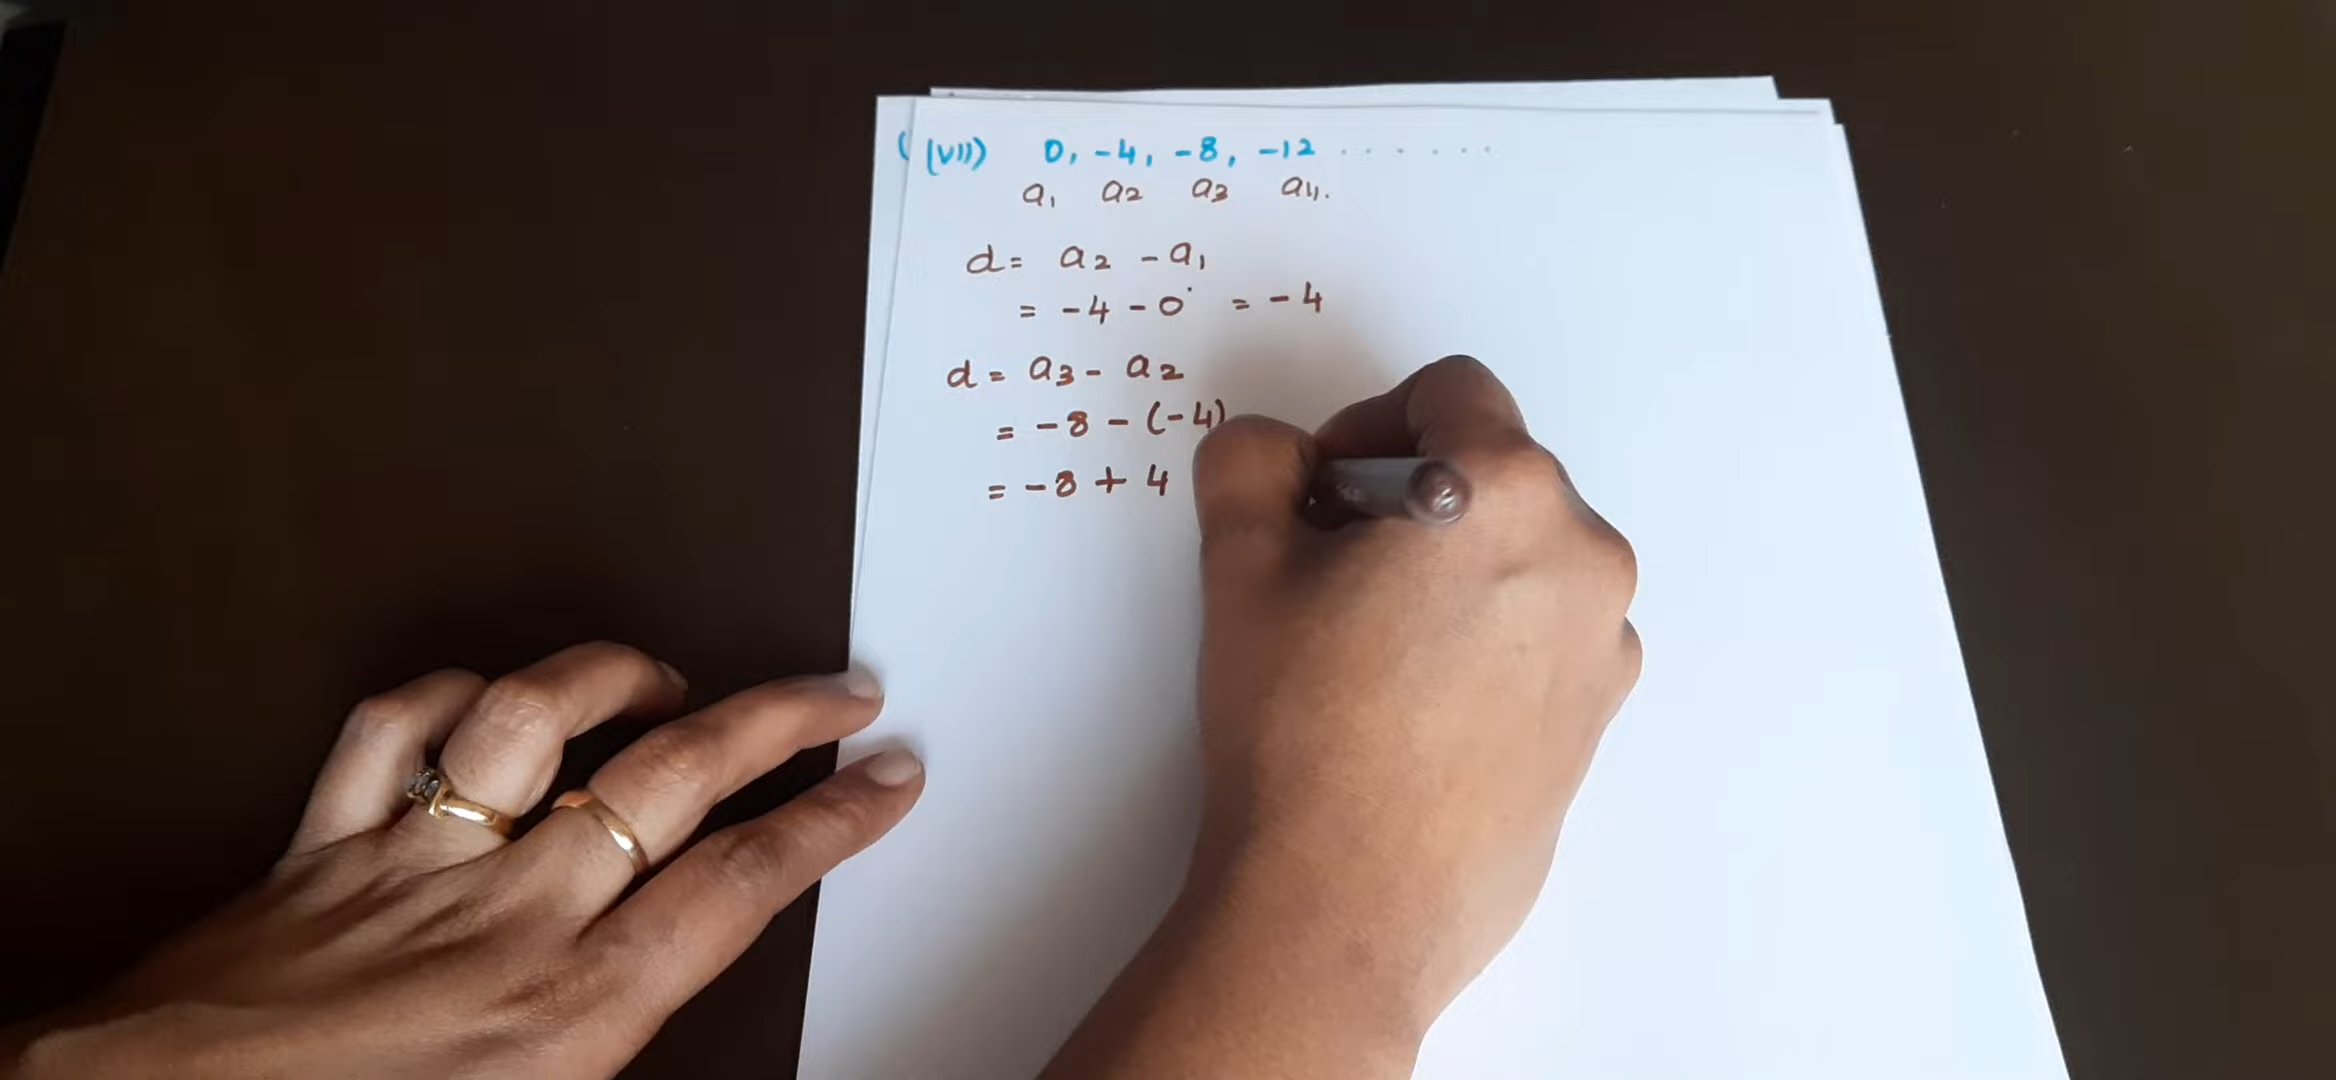 (VII) 0, -4, -8, -12 . . . . . .
a1 a2 a3 a4.
d = a2 - a1
= -4 - 0 = -4
d = a3 - a2
= -8 - (-4)
= -8 + 4